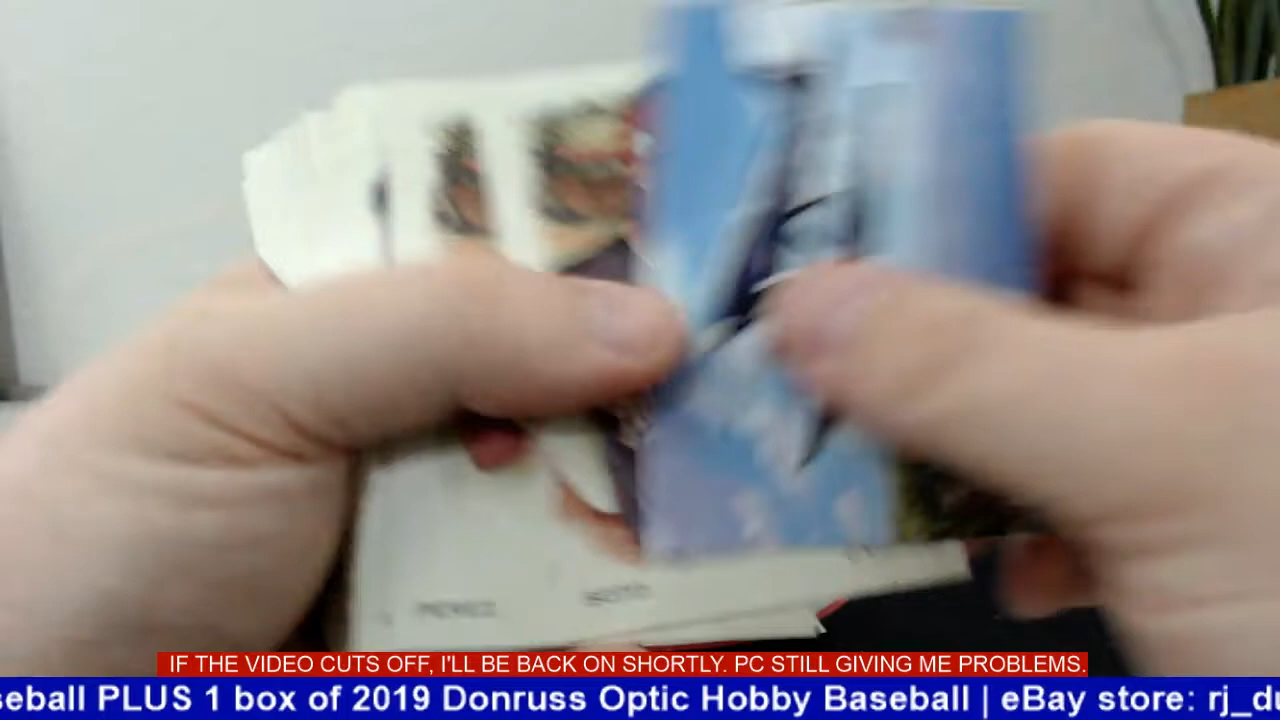 IF THE VIDEO CUTS OFF, I'LL BE BACK ON SHORTLY. PC STILL GIVING ME PROBLEMS.
seball PLUS 1 box of 2019 Donruss Optic Hobby Baseball | eBay store: rj_du